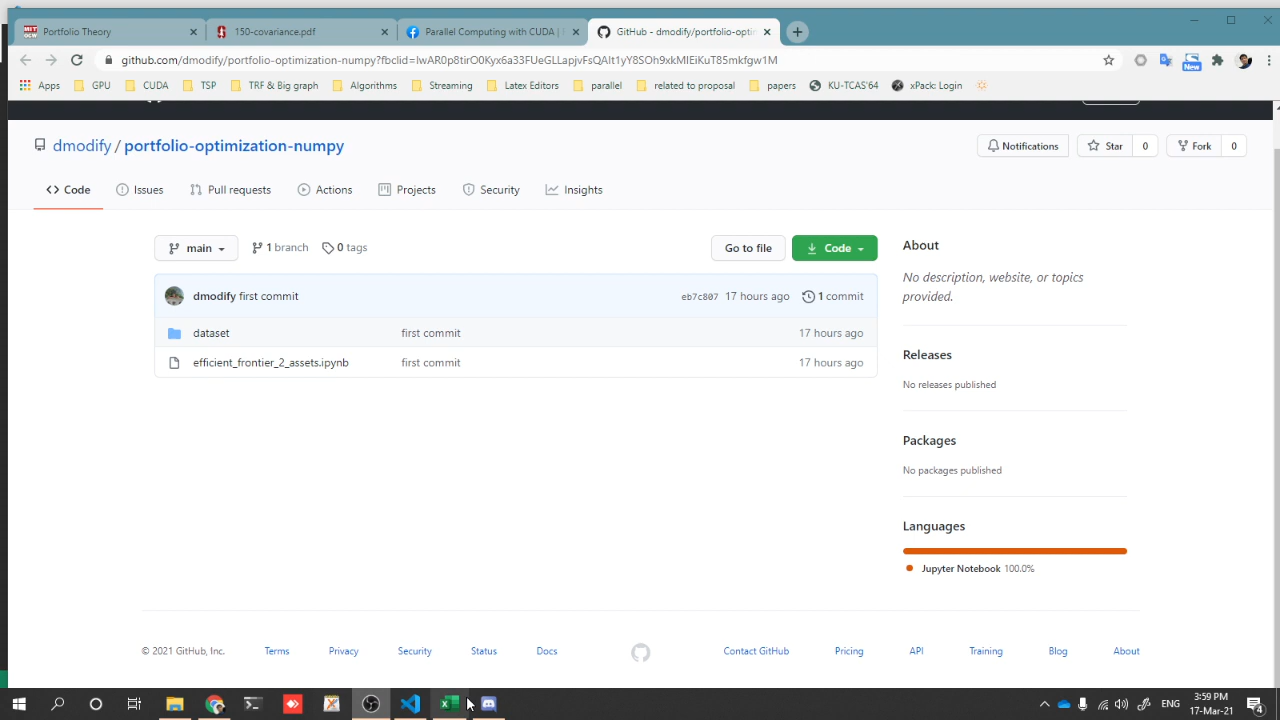 Portfolio Theory
150-covariance.pdf
Parallel Computing with CUDA |
GitHub - dmodify/portfolio-opti
github.com/dmodify/portfolio-optimization-numpy?fbclid=
Apps GPU CUDA TSP TRF & Big graph Algorithms Streaming Latex Editors parallel related to proposal papers KU-TCAS'64 xPack: Login
New
dmodify / portfolio-optimization-numpy
Notifications Star 0 Fork 0
Code Issues Pull requests Actions Projects Security Insights
main 1 branch 0 tags Go to file Code
dmodify first commit eb7c807 17 hours ago 1 commit
dataset first commit 17 hours ago
efficient_frontier_2_assets.ipynb first commit 17 hours ago
About
No description, website, or topics
provided.
Releases
No releases published
Packages
No packages published
Languages
Jupyter Notebook 100.0%
© 2021 GitHub, Inc. Terms Privacy Security Status Docs Contact GitHub Pricing API Training Blog About
ENG
3:59 PM
17-Mar-21
4